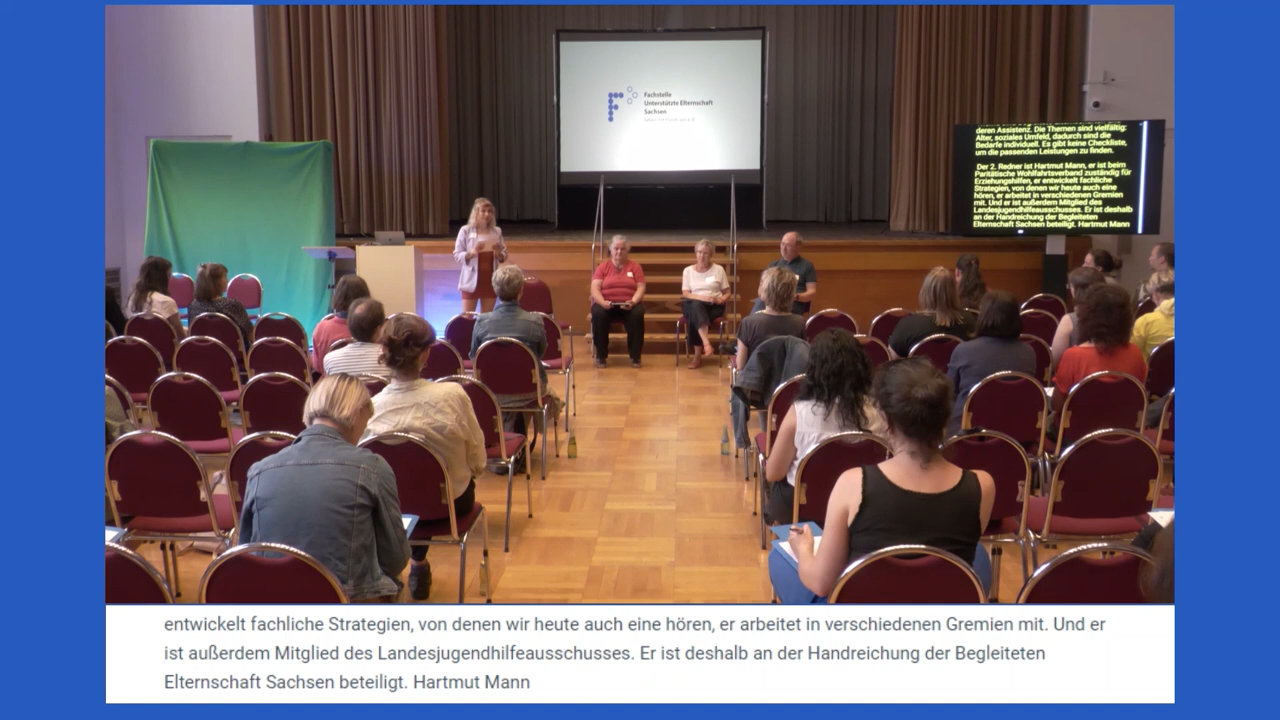 Fachstelle
Unterstützte Elternschaft
Sachsen
deren Assistenz. Die Themen sind vielfältig:
Alter, soziales Umfeld, dadurch sind die
Bedarfe individuell. Es gibt keine Checkliste,
um die passenden Leistungen zu finden.
Der 2. Redner ist Hartmut Mann, er ist beim
Paritätische Wohlfahrtsverband zuständig für
Erziehungshilfen, er entwickelt fachliche
Strategien, von denen wir heute auch eine
hören, er arbeitet in verschiedenen Gremien
mit. Und er ist außerdem Mitglied des
Landesjugendhilfeausschusses. Er ist deshalb
an der Handreichung der Begleiteten
Elternschaft Sachsen beteiligt. Hartmut Mann
entwickelt fachliche Strategien, von denen wir heute auch eine hören, er arbeitet in verschiedenen Gremien mit. Und er
ist außerdem Mitglied des Landesjugendhilfeausschusses. Er ist deshalb an der Handreichung der Begleiteten
Elternschaft Sachsen beteiligt. Hartmut Mann